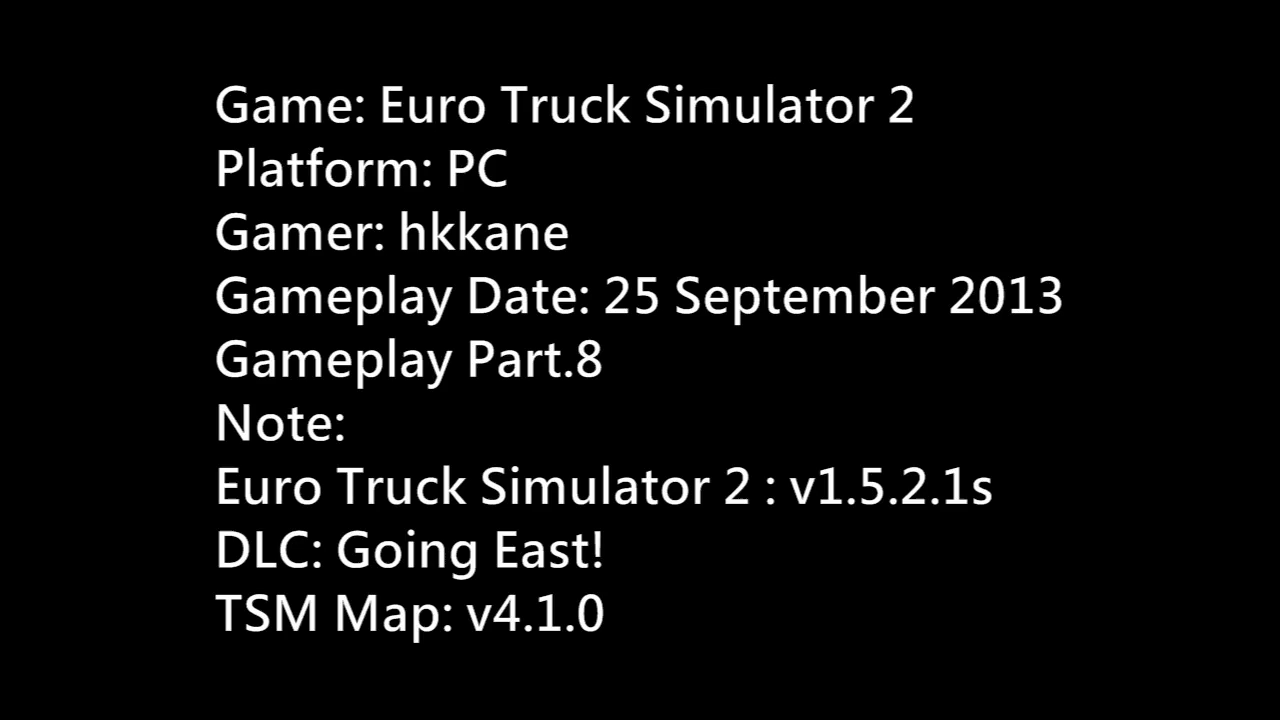 Game: Euro Truck Simulator 2
Platform: PC
Gamer: hkkane
Gameplay Date: 25 September 2013
Gameplay Part.8
Note:
Euro Truck Simulator 2 : v1.5.2.1s
DLC: Going East!
TSM Map: v4.1.0